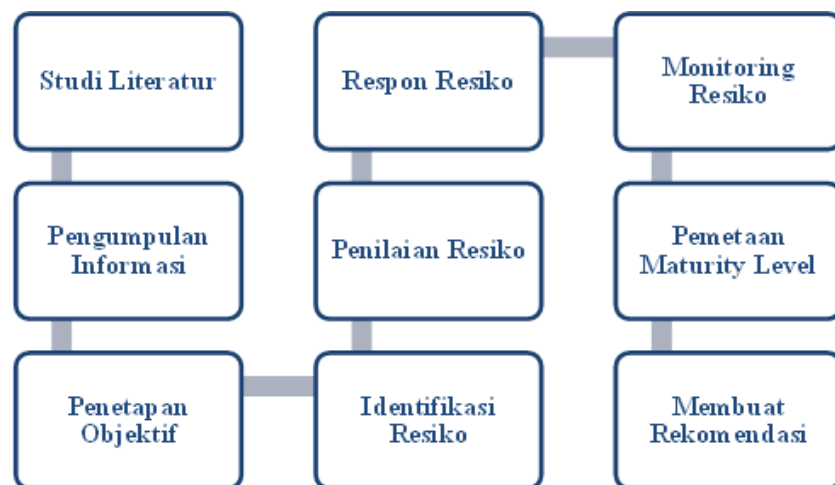 Studi Literatur
Pengumpulan
Informasi
Penetapan
Objektif
Identifikasi
Resiko
Penilaian Resiko
Respon Resiko
Monitoring
Resiko
Pemetaan
Maturity Level
Membuat
Rekomendasi